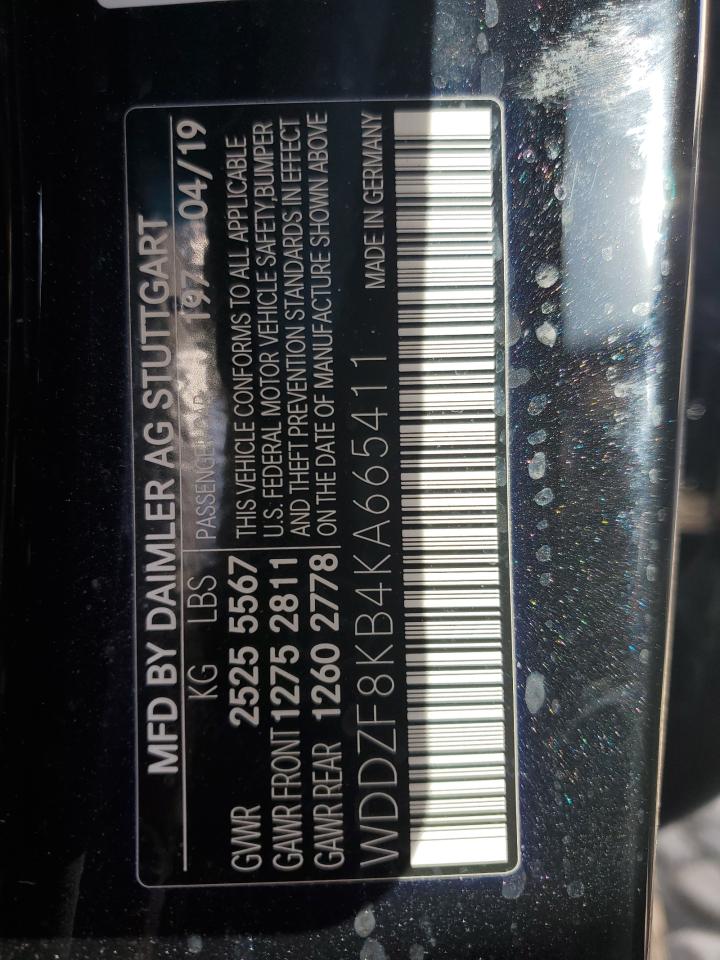 MFD BY DAIMLER AG STUTTGART
KG LBS PASSENGER 197 04/19
GVWR 2525 5567
GAWR FRONT 1275 2811
GAWR REAR 1260 2778
THIS VEHICLE CONFORMS TO ALL APPLICABLE
U.S. FEDERAL MOTOR VEHICLE SAFETY,BUMPER
AND THEFT PREVENTION STANDARDS IN EFFECT
ON THE DATE OF MANUFACTURE SHOWN ABOVE
WDDZF8KB4KA665411 MADE IN GERMANY